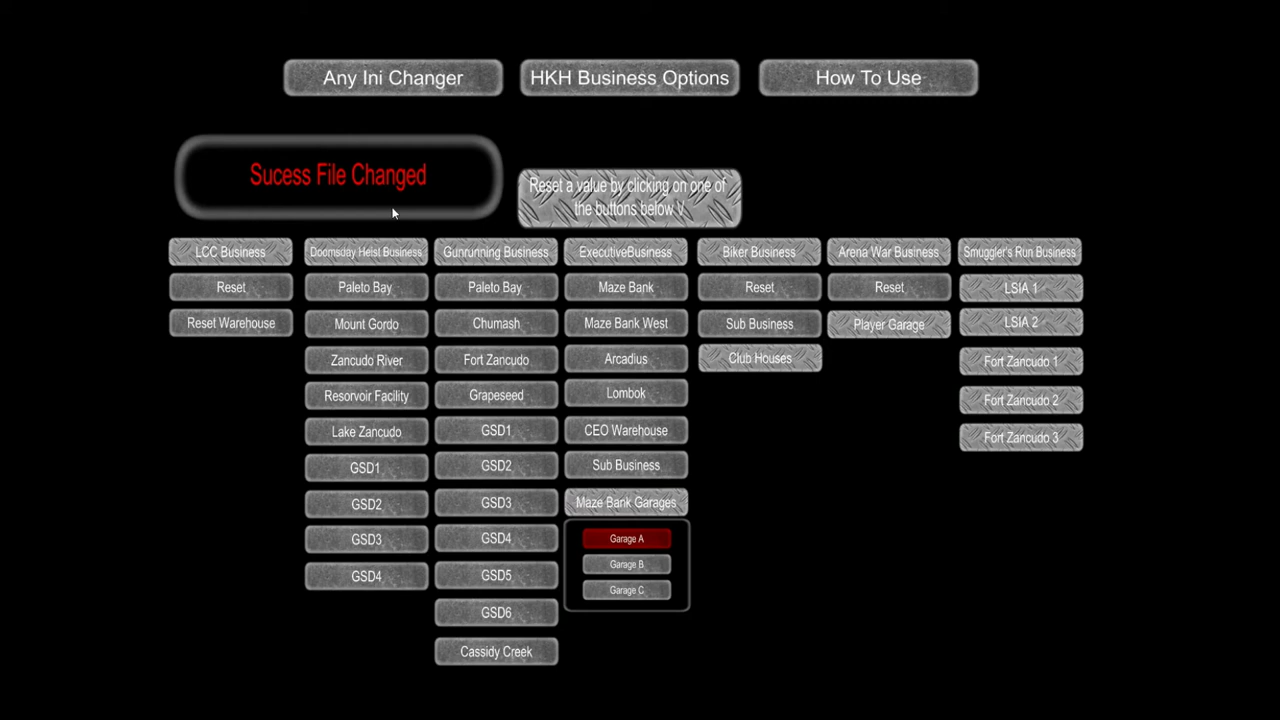 Any Ini Changer
HKH Business Options
How To Use
Sucess File Changed
Reset a value by clicking on one of
the buttons below \/
LCC Business
Reset
Reset Warehouse
Doomsday Heist Business
Paleto Bay
Mount Gordo
Zancudo River
Resorvoir Facility
Lake Zancudo
GSD1
GSD2
GSD3
GSD4
Gunrunning Business
Paleto Bay
Chumash
Fort Zancudo
Grapeseed
GSD1
GSD2
GSD3
GSD4
GSD5
GSD6
Cassidy Creek
ExecutiveBusiness
Maze Bank
Maze Bank West
Arcadius
Lombok
CEO Warehouse
Sub Business
Maze Bank Garages
Garage A
Garage B
Garage C
Biker Business
Reset
Sub Business
Club Houses
Arena War Business
Reset
Player Garage
Smuggler's Run Business
LSIA 1
LSIA 2
Fort Zancudo 1
Fort Zancudo 2
Fort Zancudo 3